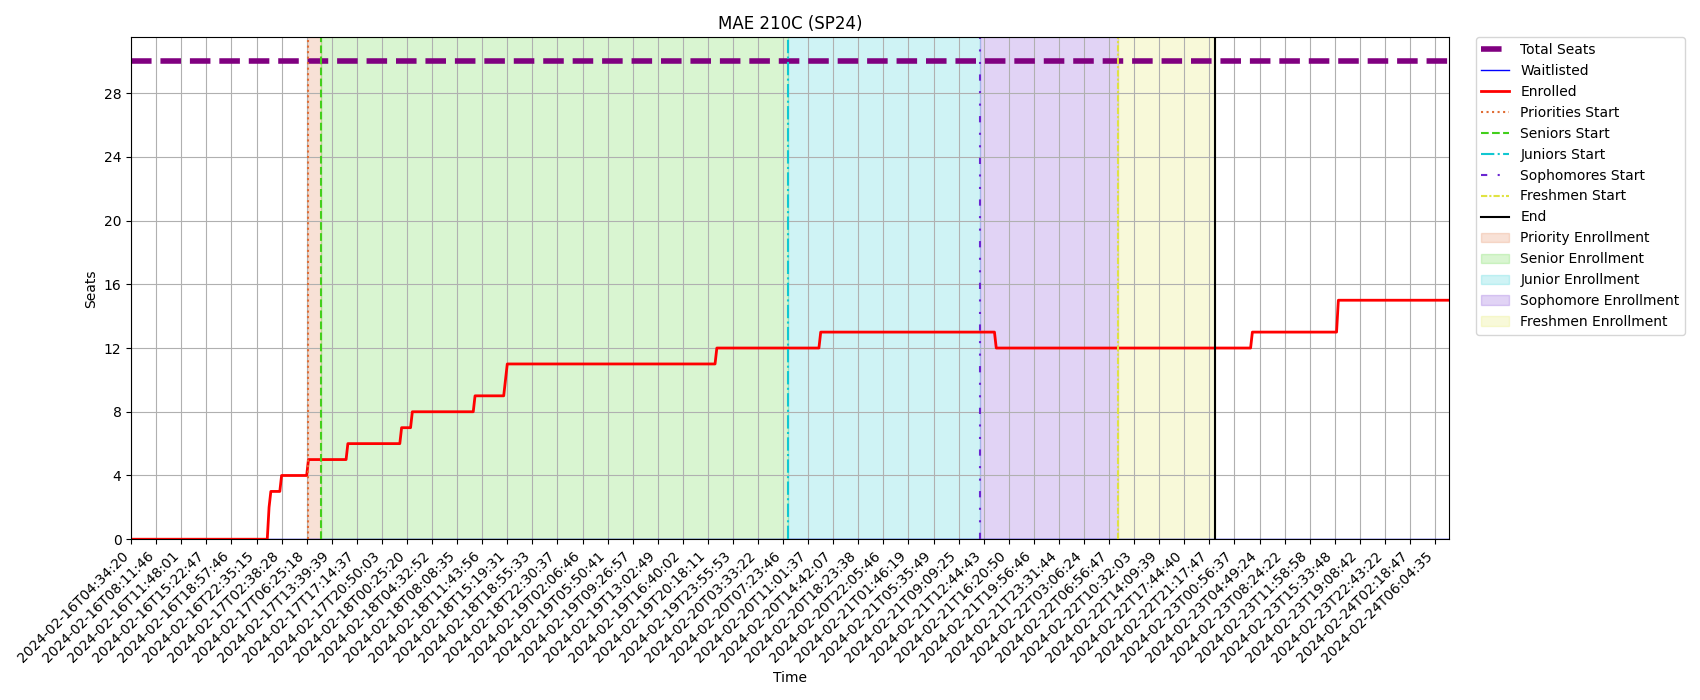 MAE 210C (SP24)
Seats
28
24
20
16
12
8
4
0
2024-02-16T04:34:20
2024-02-16T08:11:46
2024-02-16T11:48:01
2024-02-16T15:22:47
2024-02-16T18:57:46
2024-02-16T22:35:15
2024-02-17T02:38:28
2024-02-17T06:25:18
2024-02-17T13:39:39
2024-02-17T17:14:37
2024-02-17T20:50:03
2024-02-18T00:25:20
2024-02-18T04:32:52
2024-02-18T08:08:35
2024-02-18T11:43:56
2024-02-18T15:19:31
2024-02-18T18:55:33
2024-02-18T22:30:37
2024-02-19T02:06:46
2024-02-19T05:50:41
2024-02-19T09:26:57
2024-02-19T13:02:49
2024-02-19T16:40:02
2024-02-19T20:18:11
2024-02-19T23:55:53
2024-02-20T03:33:22
2024-02-20T07:23:46
2024-02-20T11:01:37
2024-02-20T14:42:07
2024-02-20T18:23:38
2024-02-20T22:05:46
2024-02-21T01:46:19
2024-02-21T05:35:49
2024-02-21T09:09:25
2024-02-21T12:44:43
2024-02-21T16:20:50
2024-02-21T19:56:46
2024-02-21T23:31:44
2024-02-22T03:06:24
2024-02-22T06:56:47
2024-02-22T10:32:03
2024-02-22T14:09:39
2024-02-22T17:44:40
2024-02-22T21:17:47
2024-02-23T00:56:37
2024-02-23T04:49:24
2024-02-23T08:24:22
2024-02-23T11:58:58
2024-02-23T15:33:48
2024-02-23T19:08:42
2024-02-23T22:43:22
2024-02-24T02:18:47
2024-02-24T06:04:35
Time
Total Seats
Waitlisted
Enrolled
Priorities Start
Seniors Start
Juniors Start
Sophomores Start
Freshmen Start
End
Priority Enrollment
Senior Enrollment
Junior Enrollment
Sophomore Enrollment
Freshmen Enrollment